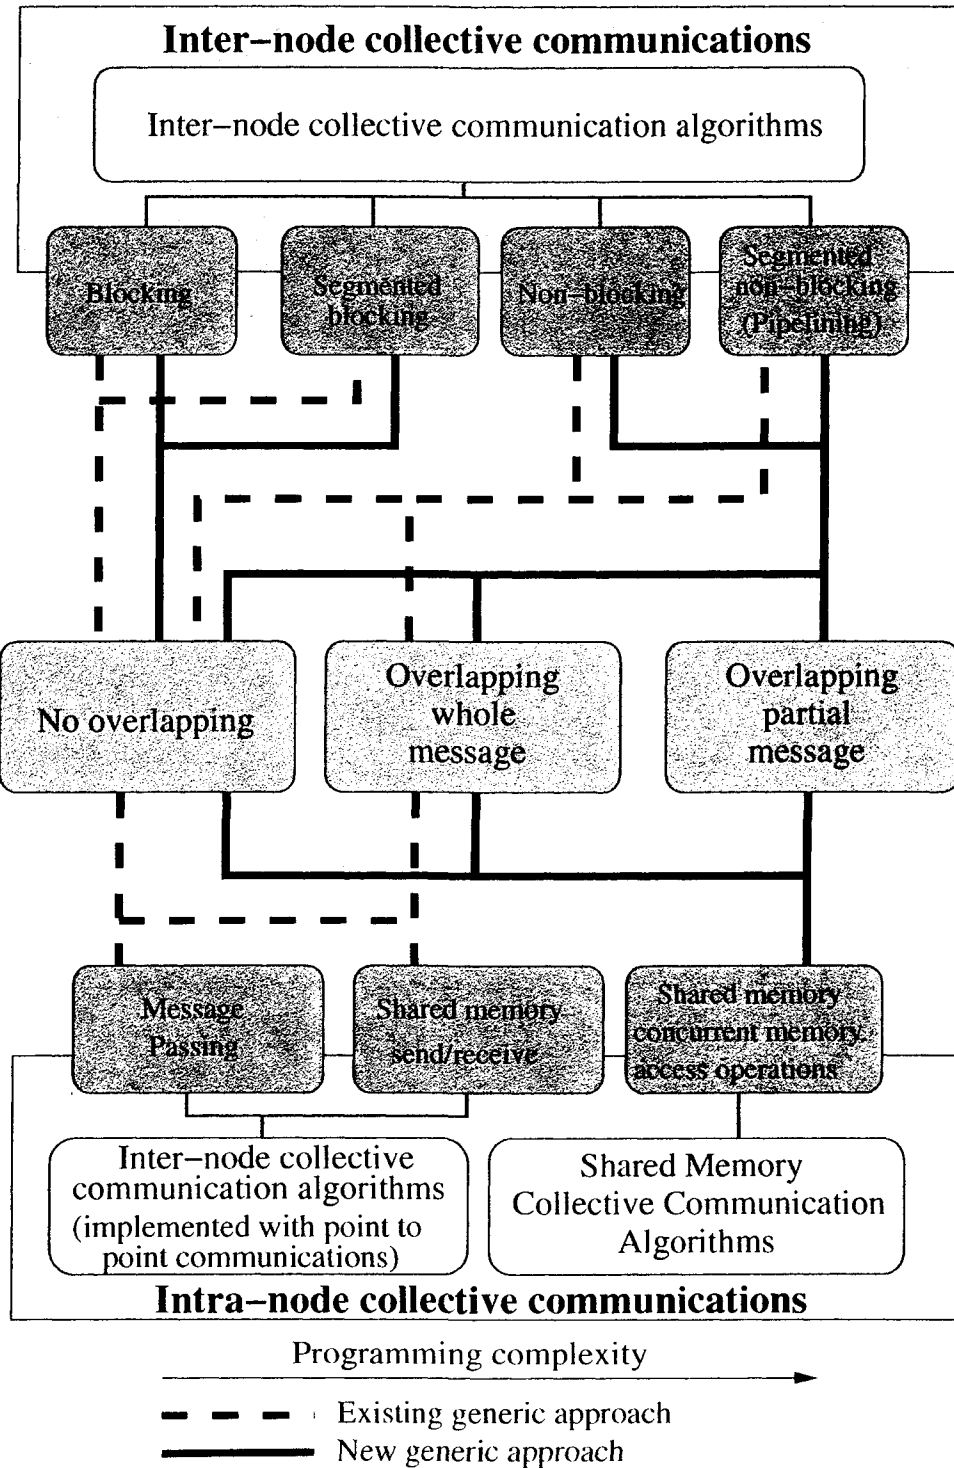 Inter-node collective communications
Inter-node collective communication algorithms
Blocking
Segmented
blocking
Non-blocking
Segmented
non-blocking
(Pipelining)
No overlapping
Overlapping
whole
message
Overlapping
partial
message
Message
Passing
Shared memory
send/receive
Shared memory
concurrent memory
access operations
Inter-node collective
communication algorithms
(implemented with point to
point communications)
Shared Memory
Collective Communication
Algorithms
Intra-node collective communications
Programming complexity
Existing generic approach
New generic approach